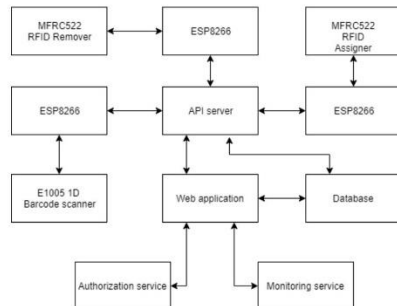 MFRC522
RFID Remover
ESP8266
MFRC522
RFID
Assigner
ESP8266
API server
ESP8266
E1005 1D
Barcode scanner
Web application
Database
Authorization service
Monitoring service